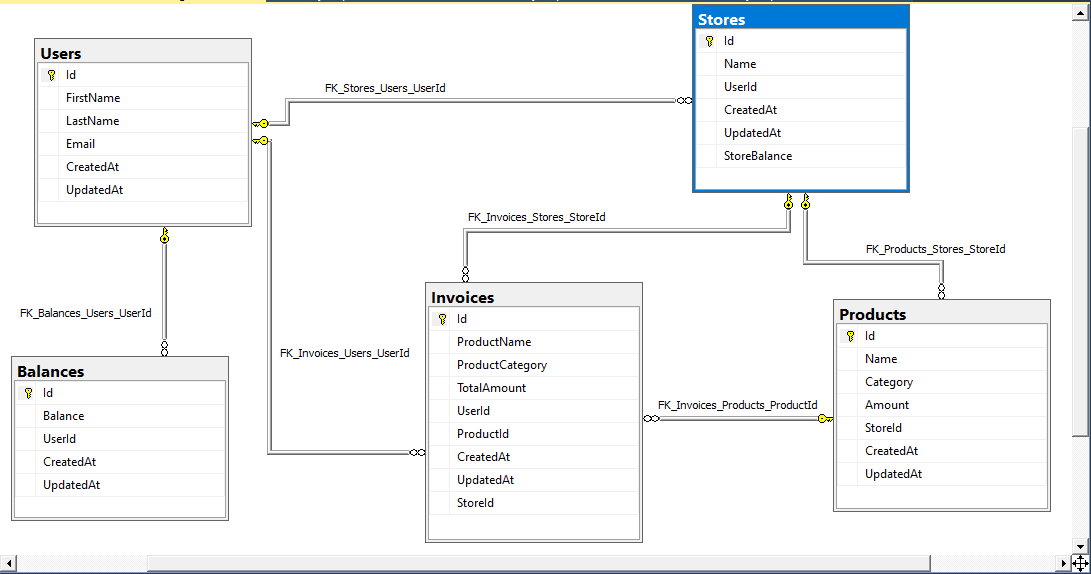 Stores
Id
Name
UserId
CreatedAt
UpdatedAt
StoreBalance
Users
Id
FirstName
LastName
Email
CreatedAt
UpdatedAt
FK_Stores_Users_UserId
FK_Invoices_Stores_StoreId
FK_Products_Stores_StoreId
FK_Balances_Users_UserId
FK_Invoices_Users_UserId
Invoices
Id
ProductName
ProductCategory
TotalAmount
UserId
ProductId
CreatedAt
UpdatedAt
StoreId
Products
Id
Name
Category
Amount
StoreId
CreatedAt
UpdatedAt
FK_Invoices_Products_ProductId
Balances
Id
Balance
UserId
CreatedAt
UpdatedAt